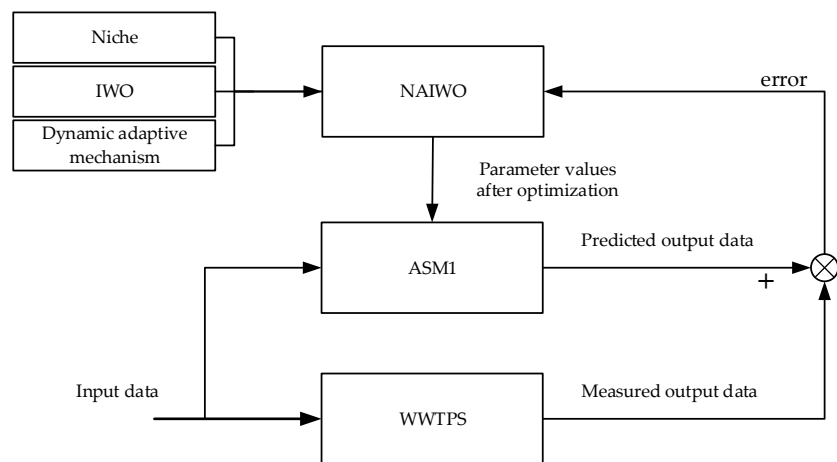 Niche
IWO
Dynamic adaptive
mechanism
NAIWO
error
Parameter values
after optimization
ASM1
Predicted output data
+
Input data
WWTPS
Measured output data